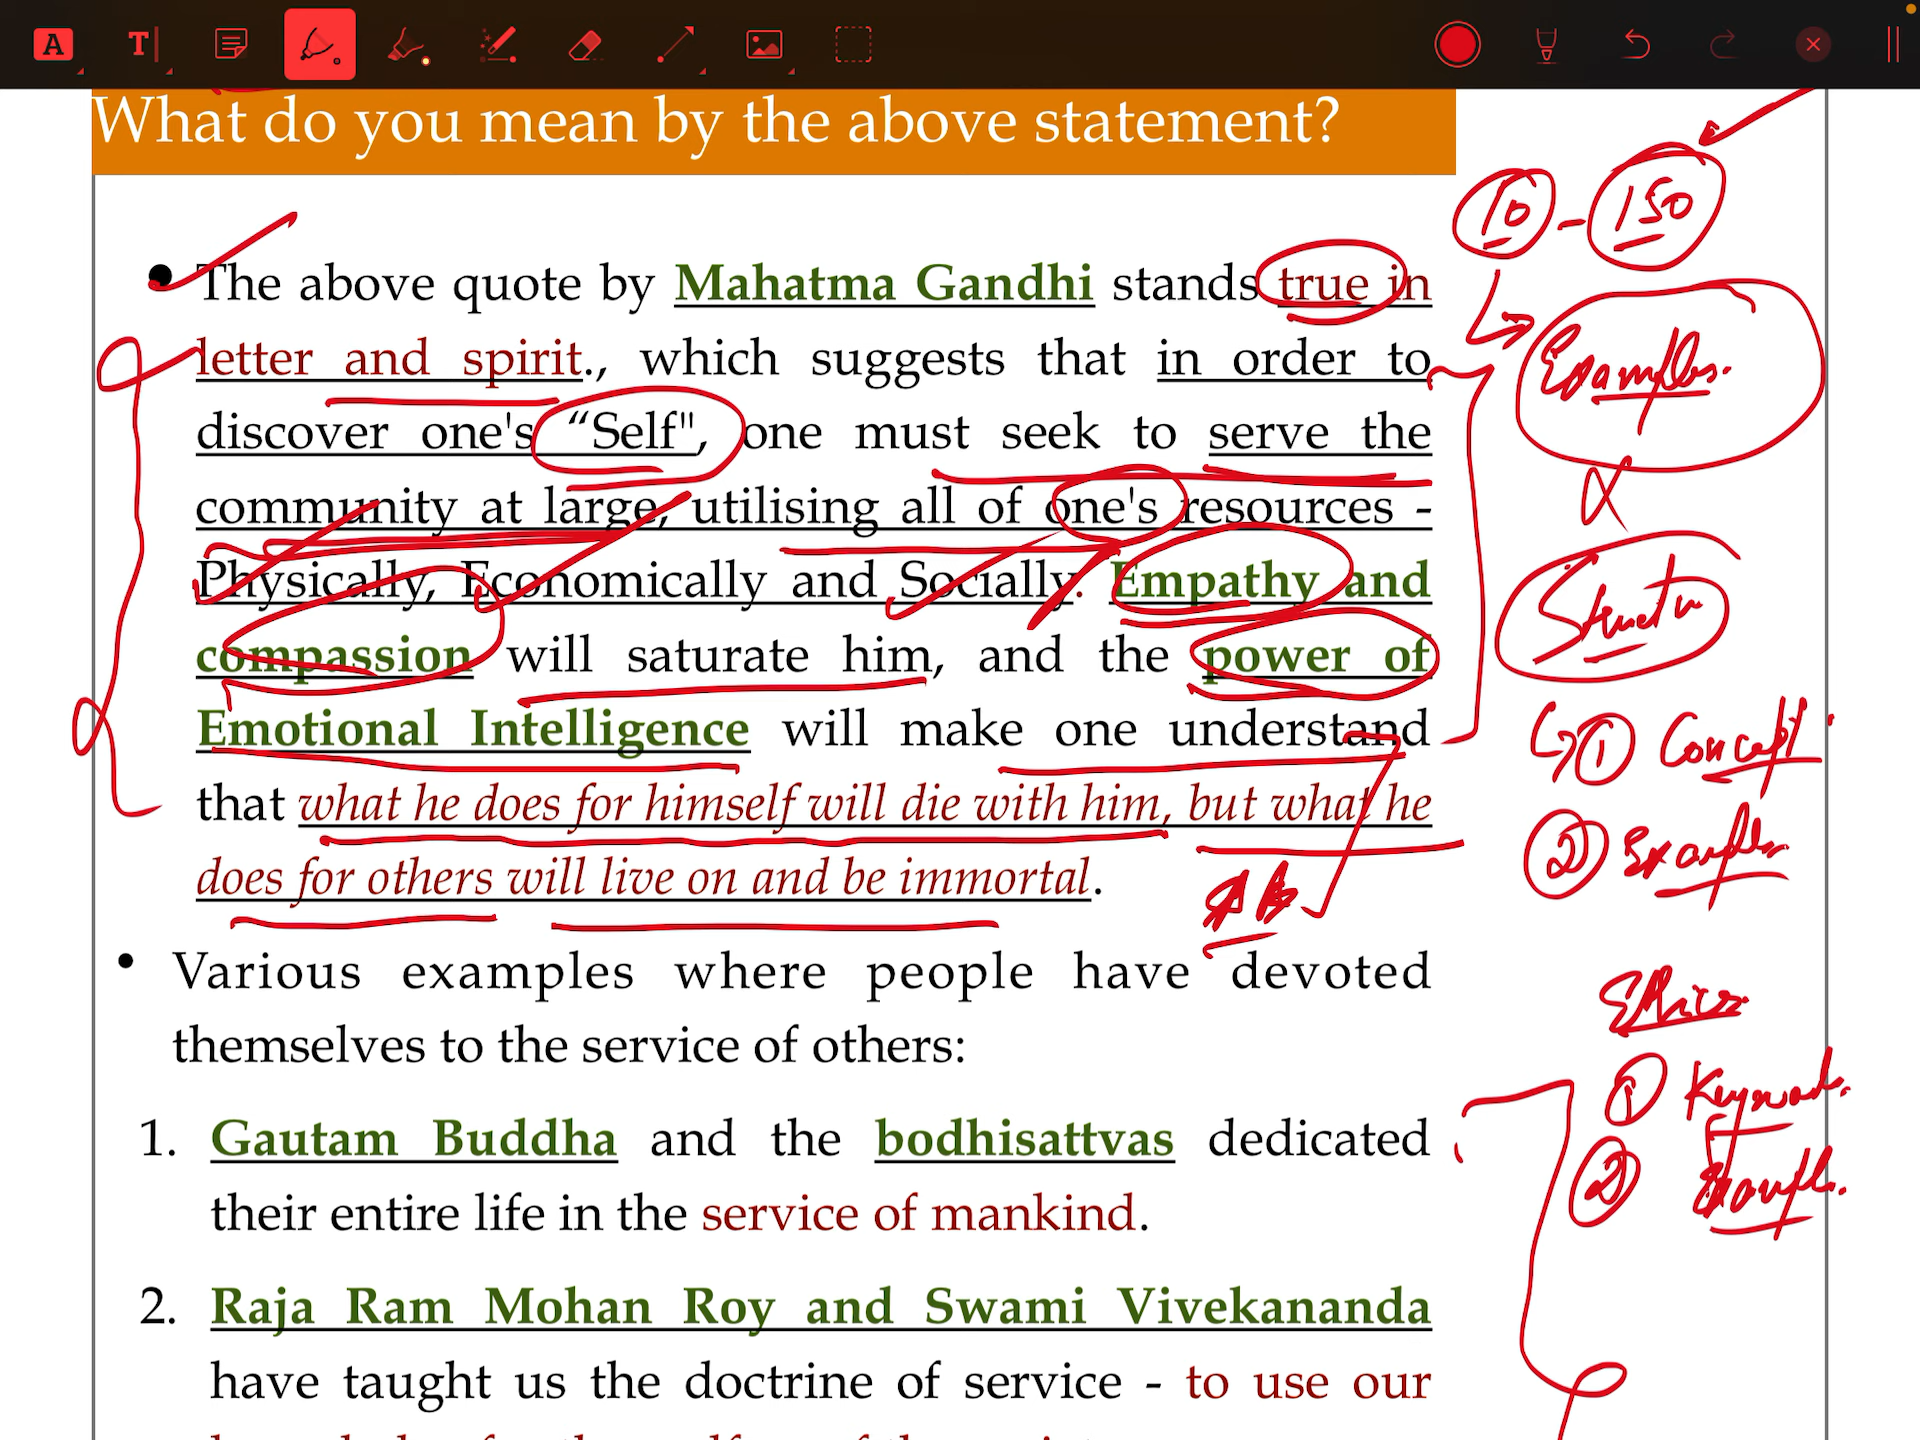 A T
What do you mean by the above statement?
10 - 150
• The above quote by Mahatma Gandhi stands true in
letter and spirit., which suggests that in order to
Examples.
discover one's “Self", one must seek to serve the
community at large, utilising all of one's resources -
Physically, Economically and Socially. Empathy and
compassion will saturate him, and the power of
Emotional Intelligence will make one understand
① Concept
that what he does for himself will die with him, but what he
② Examples
does for others will live on and be immortal.
• Various examples where people have devoted
Ethics
themselves to the service of others:
① Keywords.
1. Gautam Buddha and the bodhisattvas dedicated
② Example.
their entire life in the service of mankind.
2. Raja Ram Mohan Roy and Swami Vivekananda
have taught us the doctrine of service - to use our